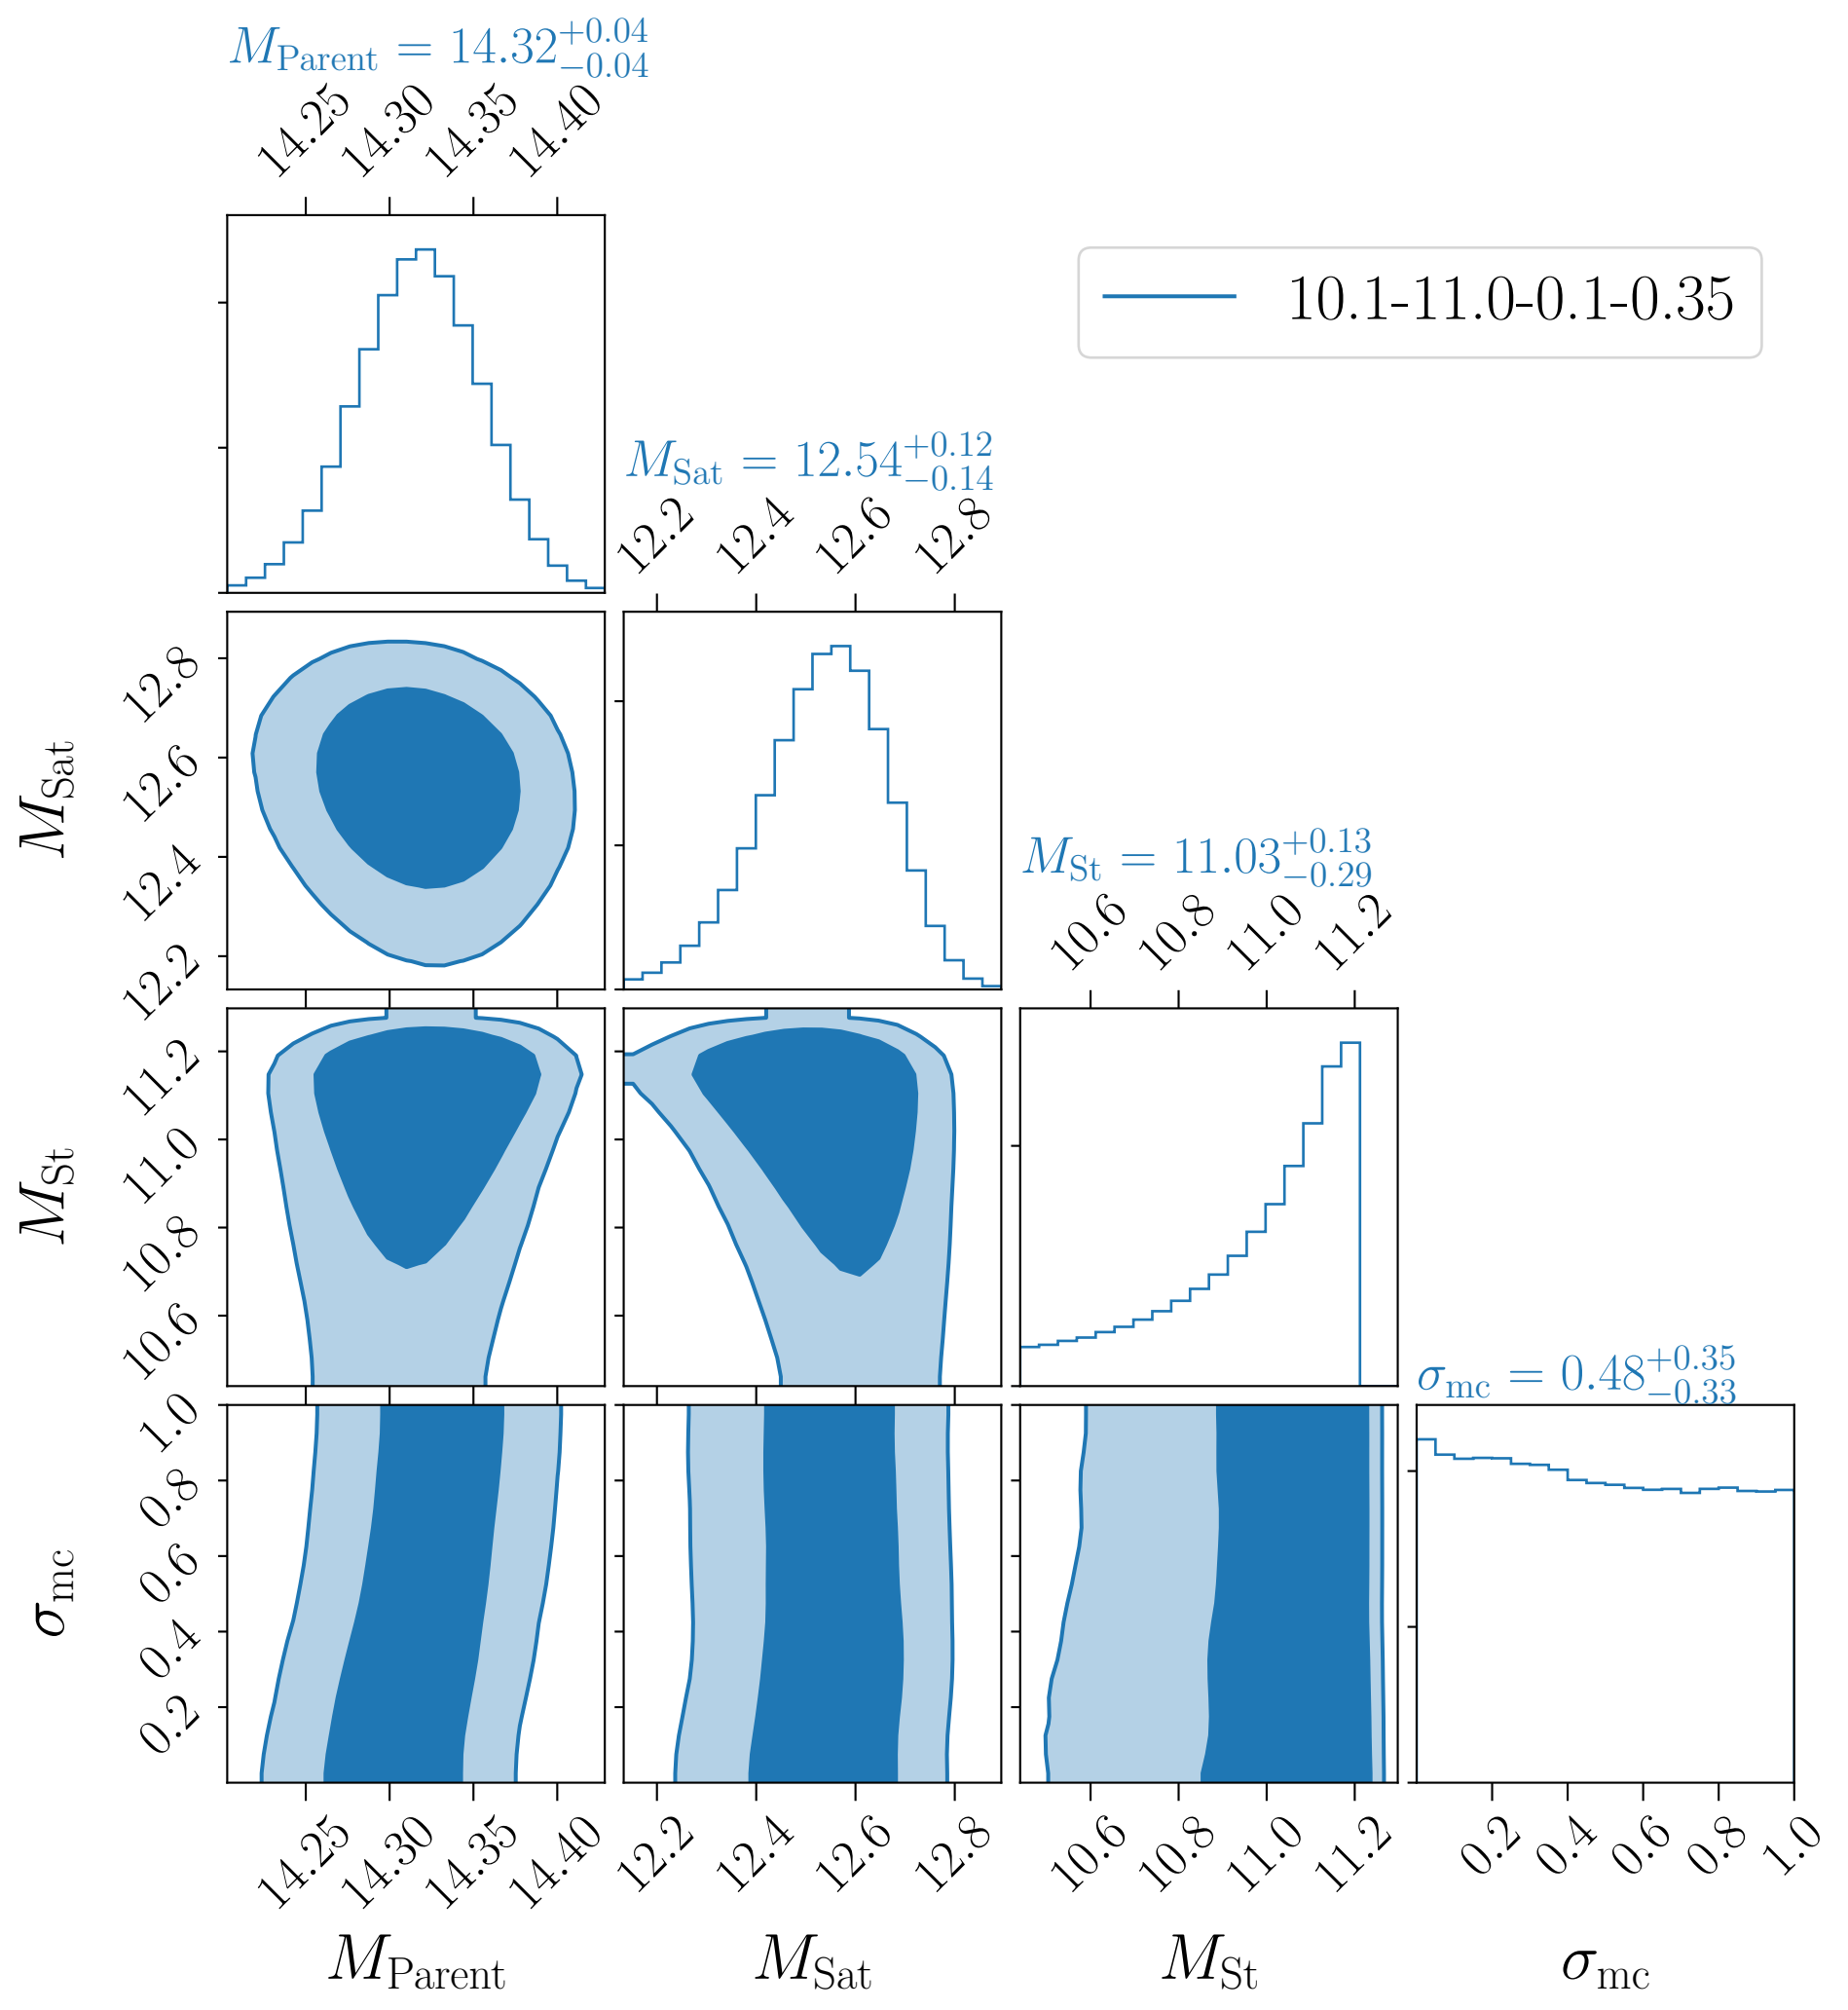 M_Parent = 14.32^{+0.04}_{-0.04}
14.25 14.30 14.35 14.40
10.1-11.0-0.1-0.35
M_Sat = 12.54^{+0.12}_{-0.14}
12.2 12.4 12.6 12.8
M_Sat
12.8
12.6
12.4
12.2
M_St = 11.03^{+0.13}_{-0.29}
10.6 10.8 11.0 11.2
M_St
11.2
11.0
10.8
10.6
σ_mc = 0.48^{+0.35}_{-0.33}
σ_mc
1.0
0.8
0.6
0.4
0.2
14.25 14.30 14.35 14.40
12.2 12.4 12.6 12.8
10.6 10.8 11.0 11.2
0.2 0.4 0.6 0.8 1.0
M_Parent
M_Sat
M_St
σ_mc